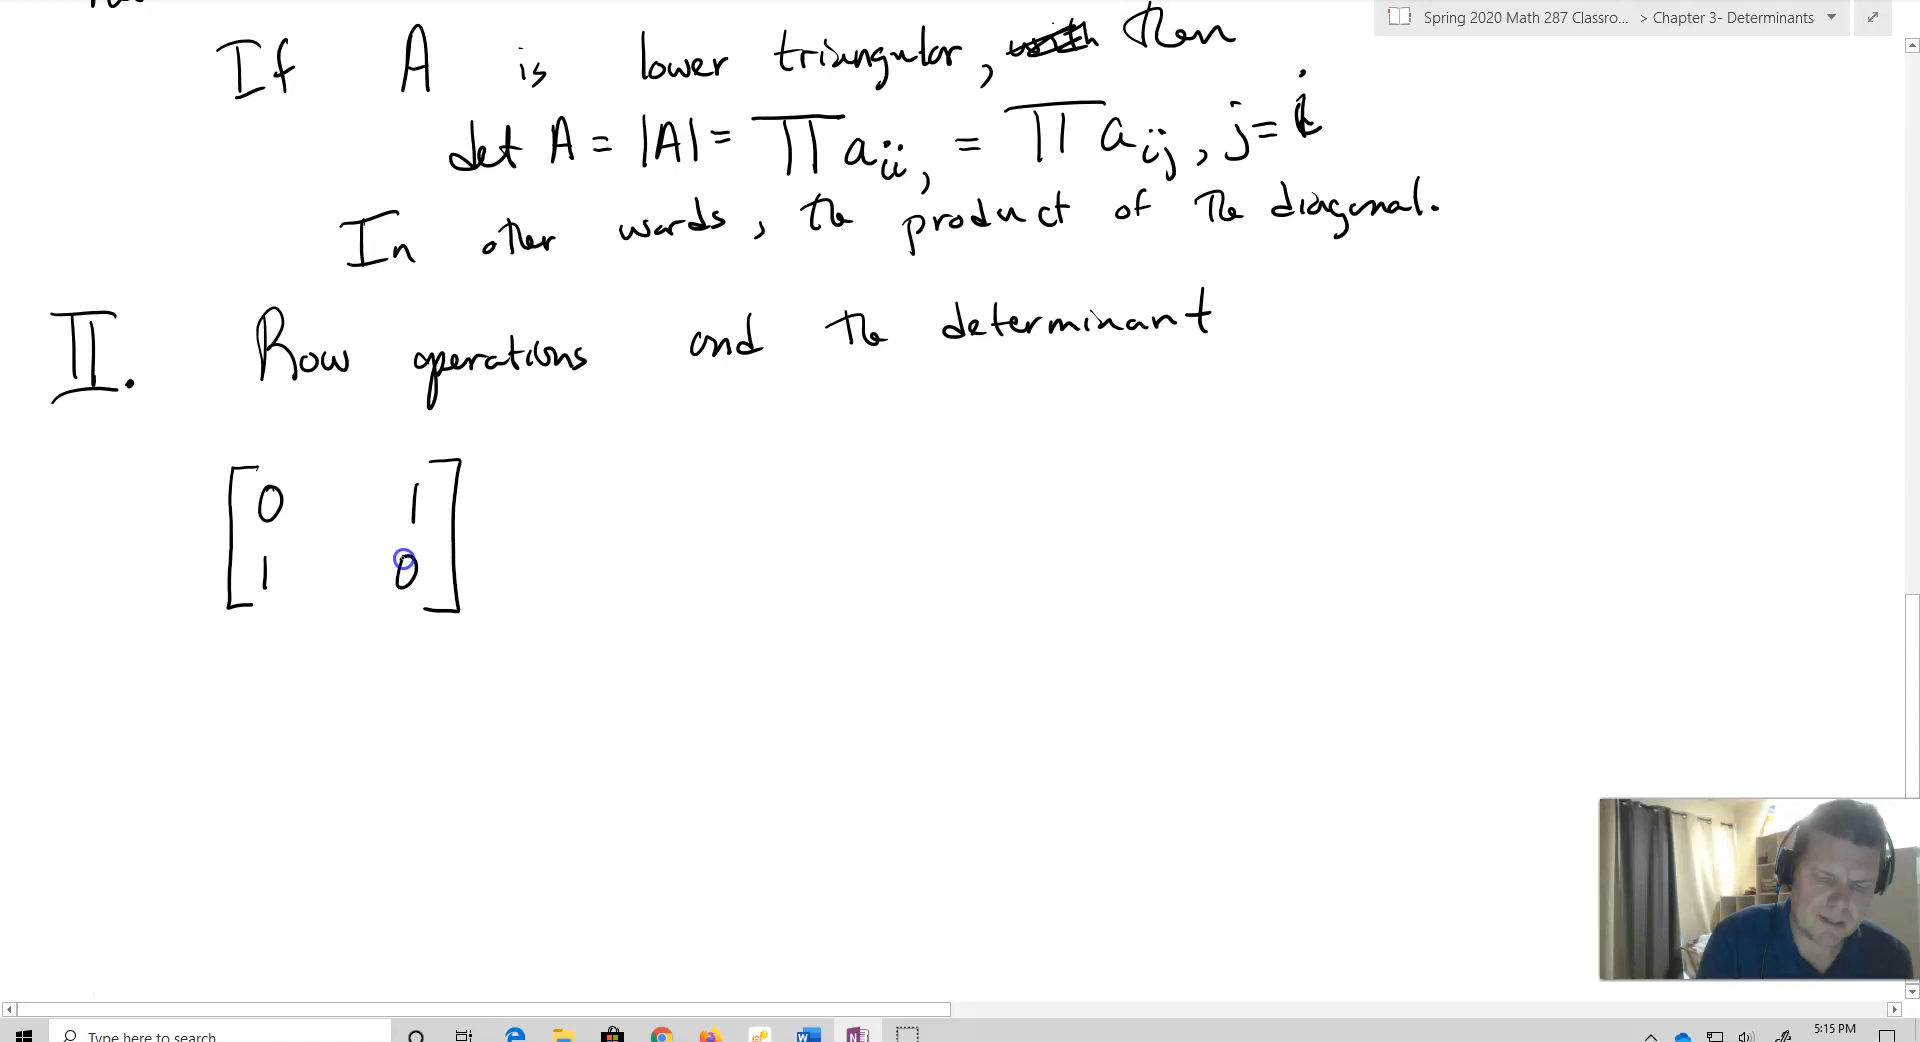 Spring 2020 Math 287 Classro... > Chapter 3- Determinants
If A is lower triangular, then
det A = |A| = ∏ aii, = ∏ aij, j = i
In other words, the product of the diagonal.
II. Row operations and the determinant
0 1
1 0
Type here to search
5:15 PM